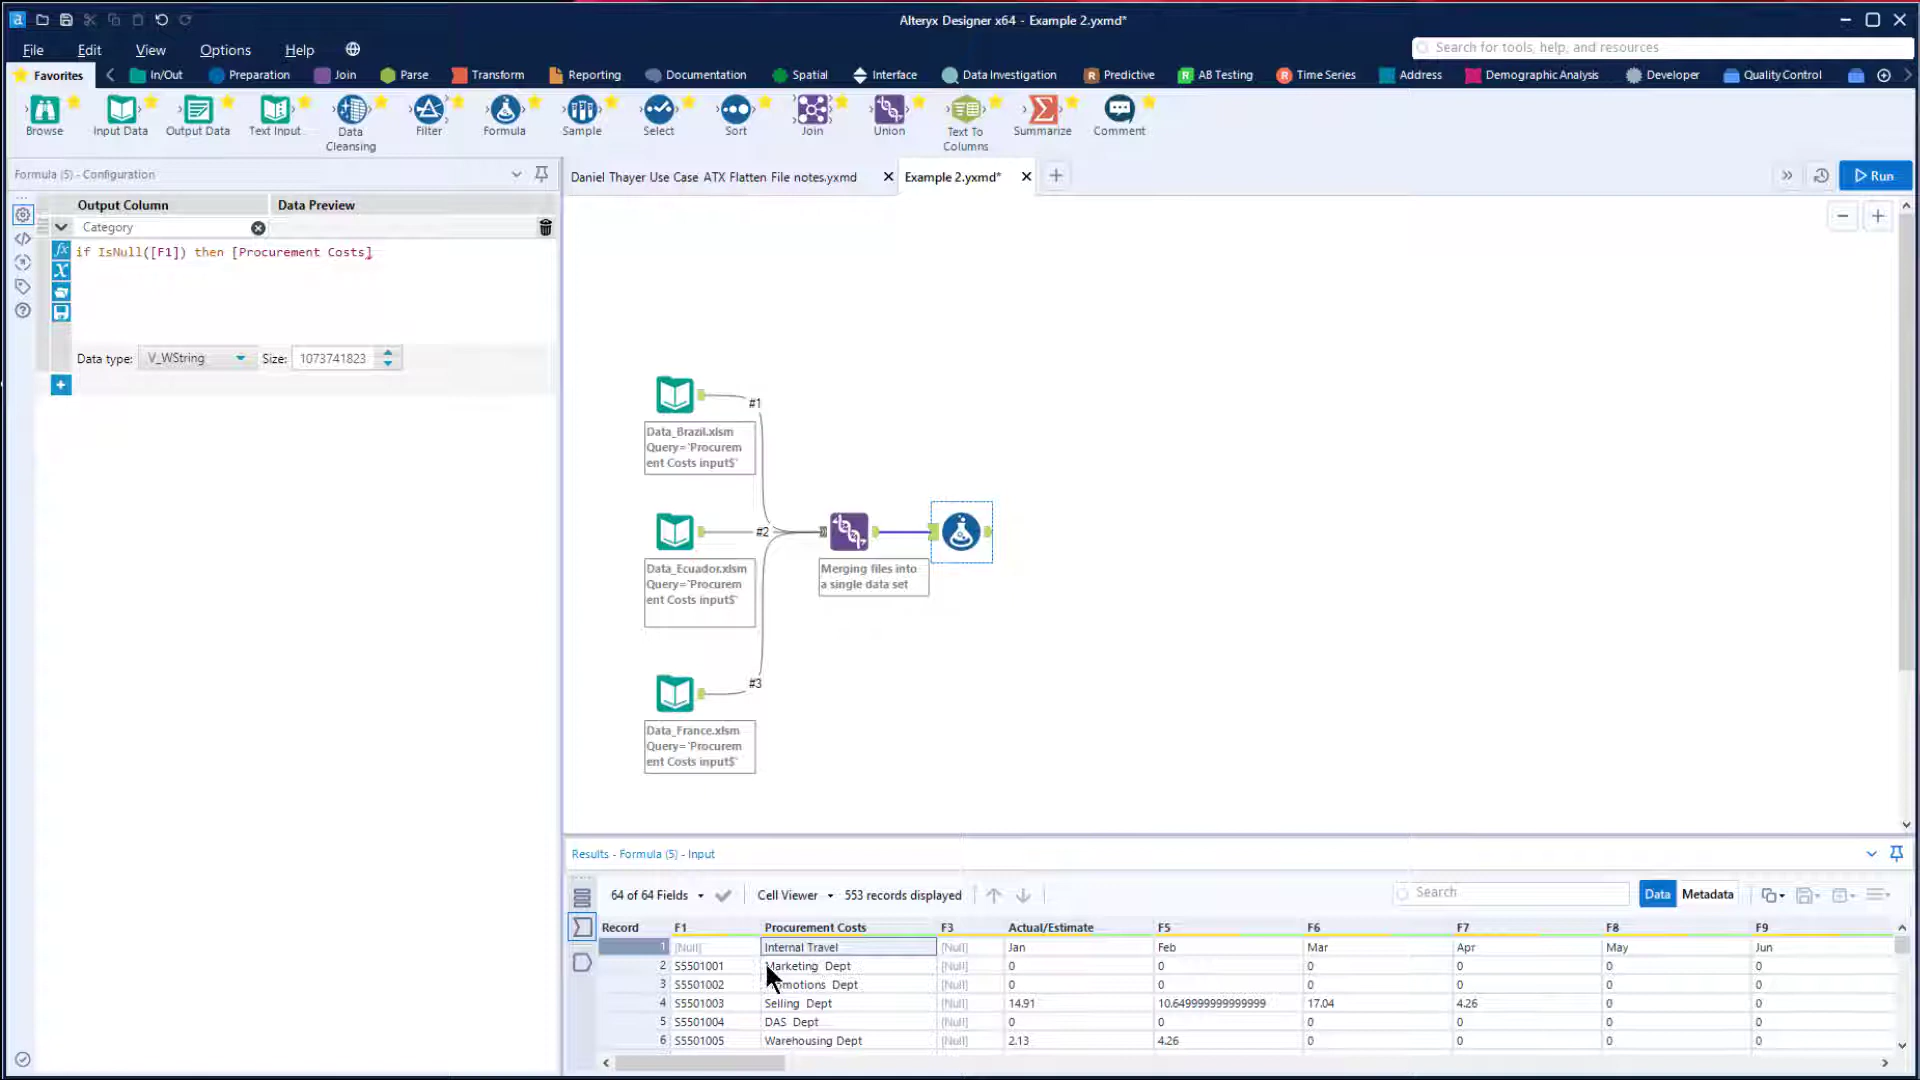 Alteryx Designer x64 - Example 2.yxmd*
File Edit View Options Help
Search for tools, help, and resources
Favorites In/Out Preparation Join Parse Transform Reporting Documentation Spatial Interface Data Investigation Predictive AB Testing Time Series Address Demographic Analysis Developer Quality Control
Browse Input Data Output Data Text Input Data Cleansing Filter Formula Sample Select Sort Join Union Text To Columns Summarize Comment
Formula (5) - Configuration
Daniel Thayer Use Case ATX Flatten File notes.yxmd
Example 2.yxmd*
Run
Output Column Data Preview
Category
if IsNull([F1]) then [Procurement Costs]
Data type: V_WString Size: 1073741823
#1
Data_Brazil.xlsm
Query=`Procurem
ent Costs input$`
#2
Data_Ecuador.xlsm
Query=`Procurem
ent Costs input$`
Merging files into
a single data set
#3
Data_France.xlsm
Query=`Procurem
ent Costs input$`
Results - Formula (5) - Input
64 of 64 Fields Cell Viewer 553 records displayed Search Data Metadata
Record F1 Procurement Costs F3 Actual/Estimate F5 F6 F7 F8 F9
1 [Null] Internal Travel [Null] Jan Feb Mar Apr May Jun
2 S5501001 Marketing Dept [Null] 0 0 0 0 0 0
3 S5501002 motions Dept [Null] 0 0 0 0 0 0
4 S5501003 Selling Dept [Null] 14.91 10.649999999999999 17.04 4.26 0 0
5 S5501004 DAS Dept [Null] 0 0 0 0 0 0
6 S5501005 Warehousing Dept [Null] 2.13 4.26 0 0 0 0